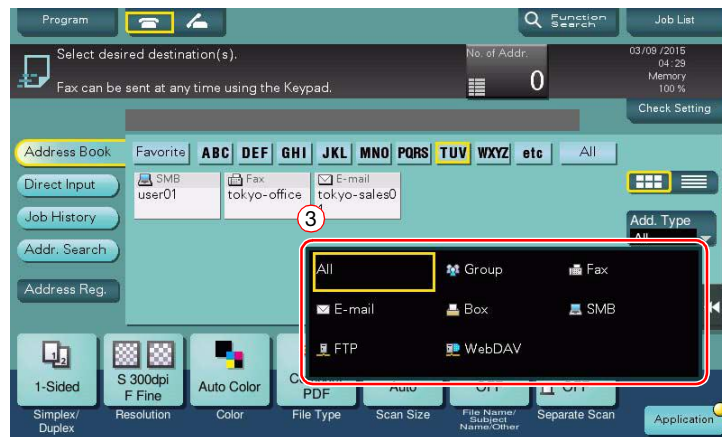 Program
Function
Search
Job List
Select desired destination(s).
Fax can be sent at any time using the Keypad.
No. of Addr.
0
03/09 /2015
04:29
Memory
100 %
Check Setting
Address Book
Favorite ABC DEF GHI JKL MNO PQRS TUV WXYZ etc All
Direct Input
Job History
Addr. Search
Address Reg.
SMB
user01
Fax
tokyo-office
E-mail
tokyo-sales0
3
Add. Type
All Group Fax
E-mail Box SMB
FTP WebDAV
1-Sided
S 300dpi
F Fine
Auto Color
PDF
Auto
OFF
OFF
Simplex/
Duplex
Resolution
Color
File Type
Scan Size
File Name/
Subject
Name/Other
Separate Scan
Application